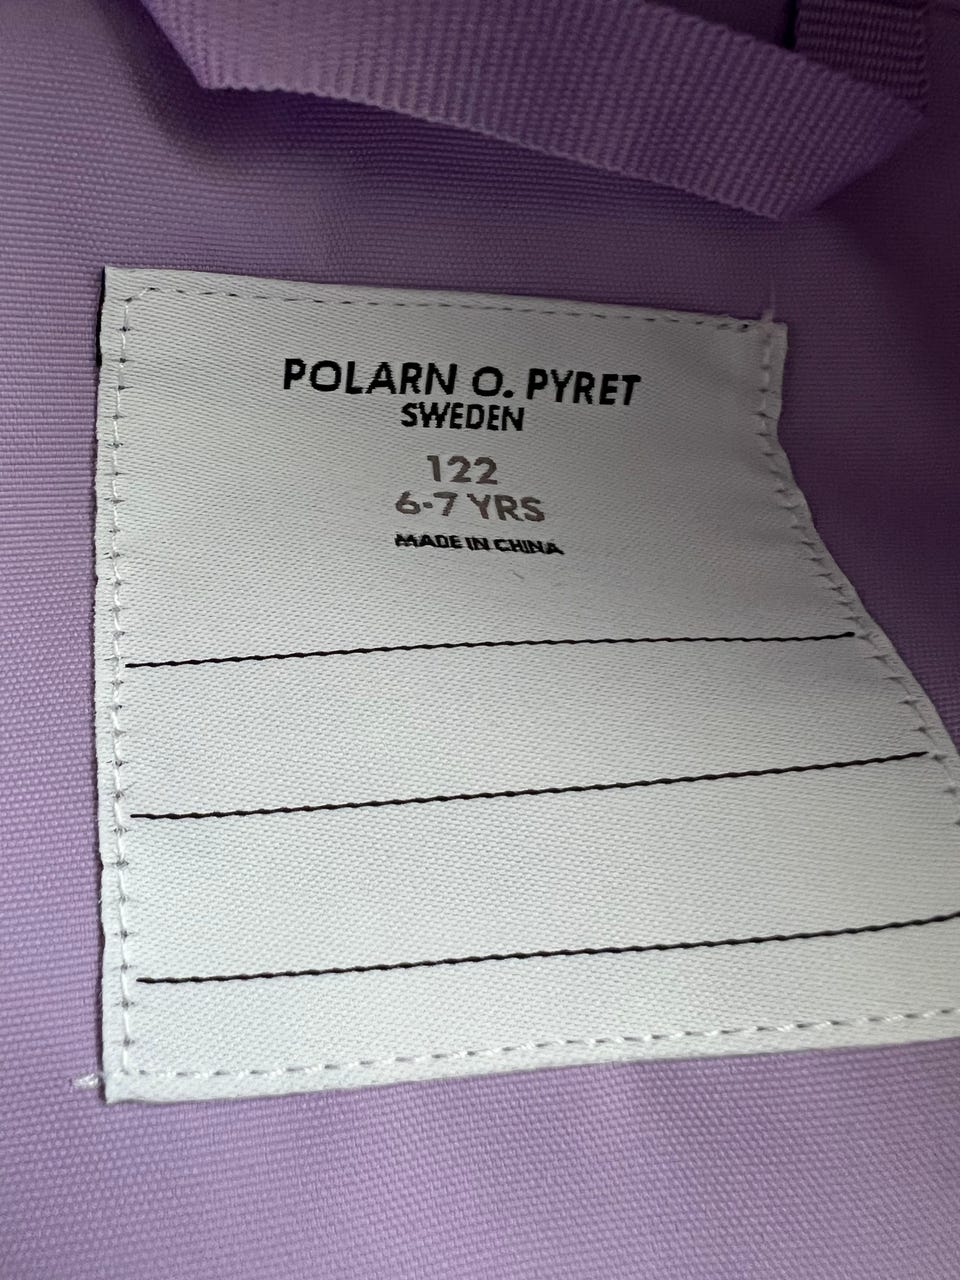 POLARN O. PYRET
SWEDEN
122
6-7 YRS
MADE IN CHINA